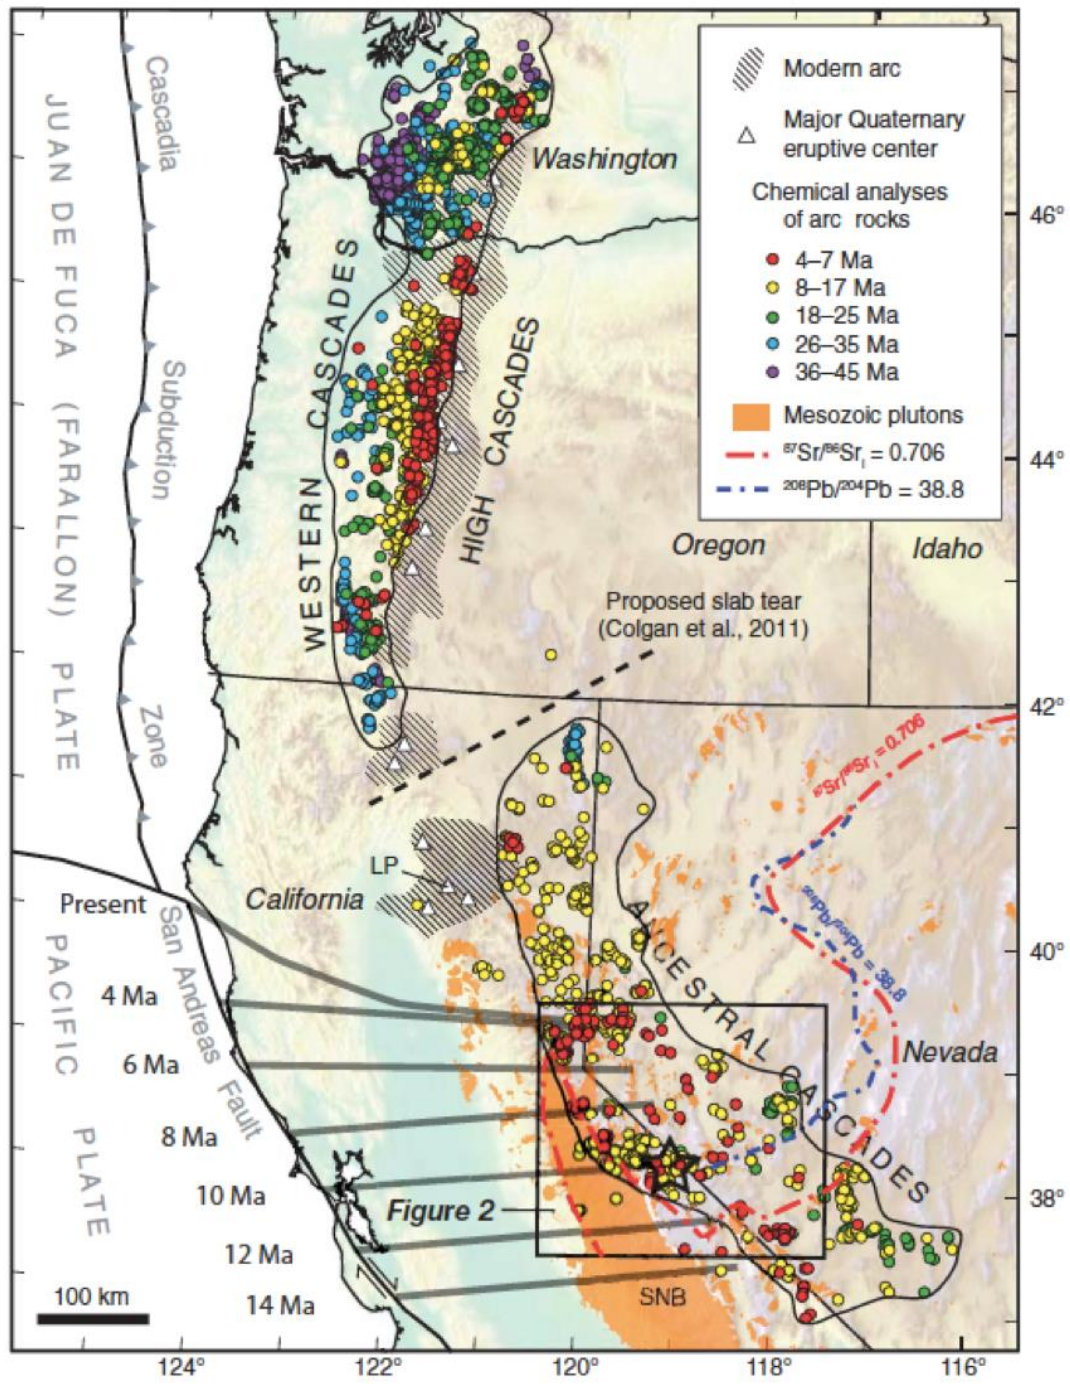 Modern arc
Major Quaternary
eruptive center
Chemical analyses
of arc rocks
4–7 Ma
8–17 Ma
18–25 Ma
26–35 Ma
36–45 Ma
Mesozoic plutons
⁸⁷Sr/⁸⁶Srᵢ = 0.706
²⁰⁸Pb/²⁰⁴Pb = 38.8
Cascadia
Subduction
Zone
JUAN DE FUCA (FARALLON) PLATE
Washington
WESTERN CASCADES
HIGH CASCADES
Oregon
Idaho
Proposed slab tear
(Colgan et al., 2011)
⁸⁷Sr/⁸⁶Srᵢ = 0.706
²⁰⁸Pb/²⁰⁴Pb = 38.8
LP
California
Present
San Andreas Fault
PACIFIC PLATE
4 Ma
6 Ma
8 Ma
10 Ma
12 Ma
14 Ma
ANCESTRAL CASCADES
Nevada
Figure 2
SNB
100 km
46°
44°
42°
40°
38°
124°
122°
120°
118°
116°